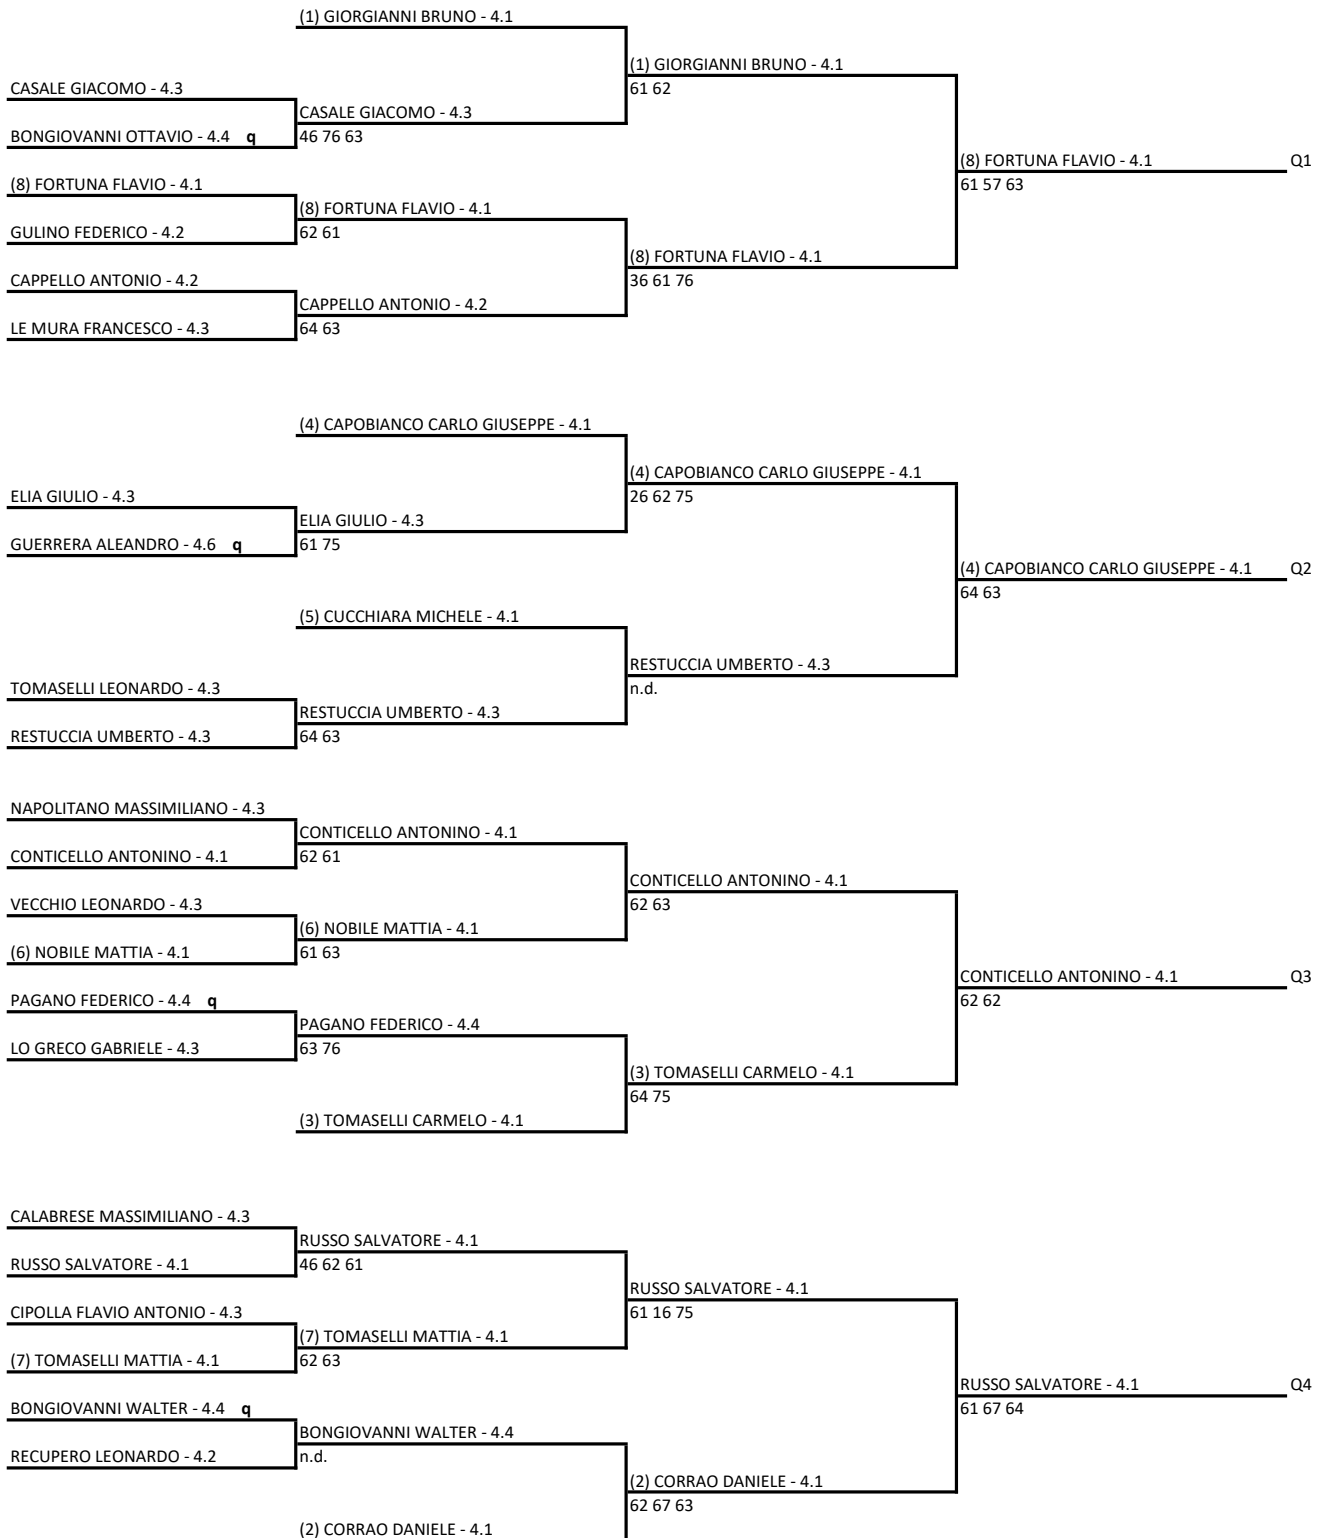 (1) GIORGIANNI BRUNO - 4.1
(1) GIORGIANNI BRUNO - 4.1
CASALE GIACOMO - 4.3
61 62
CASALE GIACOMO - 4.3
BONGIOVANNI OTTAVIO - 4.4 q
46 76 63
(8) FORTUNA FLAVIO - 4.1 Q1
(8) FORTUNA FLAVIO - 4.1
61 57 63
(8) FORTUNA FLAVIO - 4.1
GULINO FEDERICO - 4.2
62 61
(8) FORTUNA FLAVIO - 4.1
CAPPELLO ANTONIO - 4.2
36 61 76
CAPPELLO ANTONIO - 4.2
LE MURA FRANCESCO - 4.3
64 63
(4) CAPOBIANCO CARLO GIUSEPPE - 4.1
(4) CAPOBIANCO CARLO GIUSEPPE - 4.1
ELIA GIULIO - 4.3
26 62 75
ELIA GIULIO - 4.3
GUERRERA ALEANDRO - 4.6 q
61 75
(4) CAPOBIANCO CARLO GIUSEPPE - 4.1 Q2
64 63
(5) CUCCHIARA MICHELE - 4.1
RESTUCCIA UMBERTO - 4.3
TOMASELLI LEONARDO - 4.3
n.d.
RESTUCCIA UMBERTO - 4.3
RESTUCCIA UMBERTO - 4.3
64 63
NAPOLITANO MASSIMILIANO - 4.3
CONTICELLO ANTONINO - 4.1
CONTICELLO ANTONINO - 4.1
62 61
CONTICELLO ANTONINO - 4.1
VECCHIO LEONARDO - 4.3
62 63
(6) NOBILE MATTIA - 4.1
(6) NOBILE MATTIA - 4.1
61 63
CONTICELLO ANTONINO - 4.1 Q3
PAGANO FEDERICO - 4.4 q
62 62
PAGANO FEDERICO - 4.4
LO GRECO GABRIELE - 4.3
63 76
(3) TOMASELLI CARMELO - 4.1
64 75
(3) TOMASELLI CARMELO - 4.1
CALABRESE MASSIMILIANO - 4.3
RUSSO SALVATORE - 4.1
RUSSO SALVATORE - 4.1
46 62 61
RUSSO SALVATORE - 4.1
CIPOLLA FLAVIO ANTONIO - 4.3
61 16 75
(7) TOMASELLI MATTIA - 4.1
(7) TOMASELLI MATTIA - 4.1
62 63
RUSSO SALVATORE - 4.1 Q4
BONGIOVANNI WALTER - 4.4 q
61 67 64
BONGIOVANNI WALTER - 4.4
RECUPERO LEONARDO - 4.2
n.d.
(2) CORRAO DANIELE - 4.1
62 67 63
(2) CORRAO DANIELE - 4.1